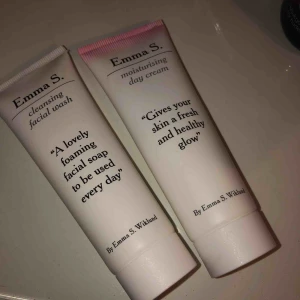 Emma S.
cleansing
facial wash
"A lovely
foaming
facial soap
to be used
every day"
By Emma S. Wiklund
Emma S.
moisturising
day cream
"Gives your
skin a fresh
and healthy
glow"
By Emma S. Wiklund